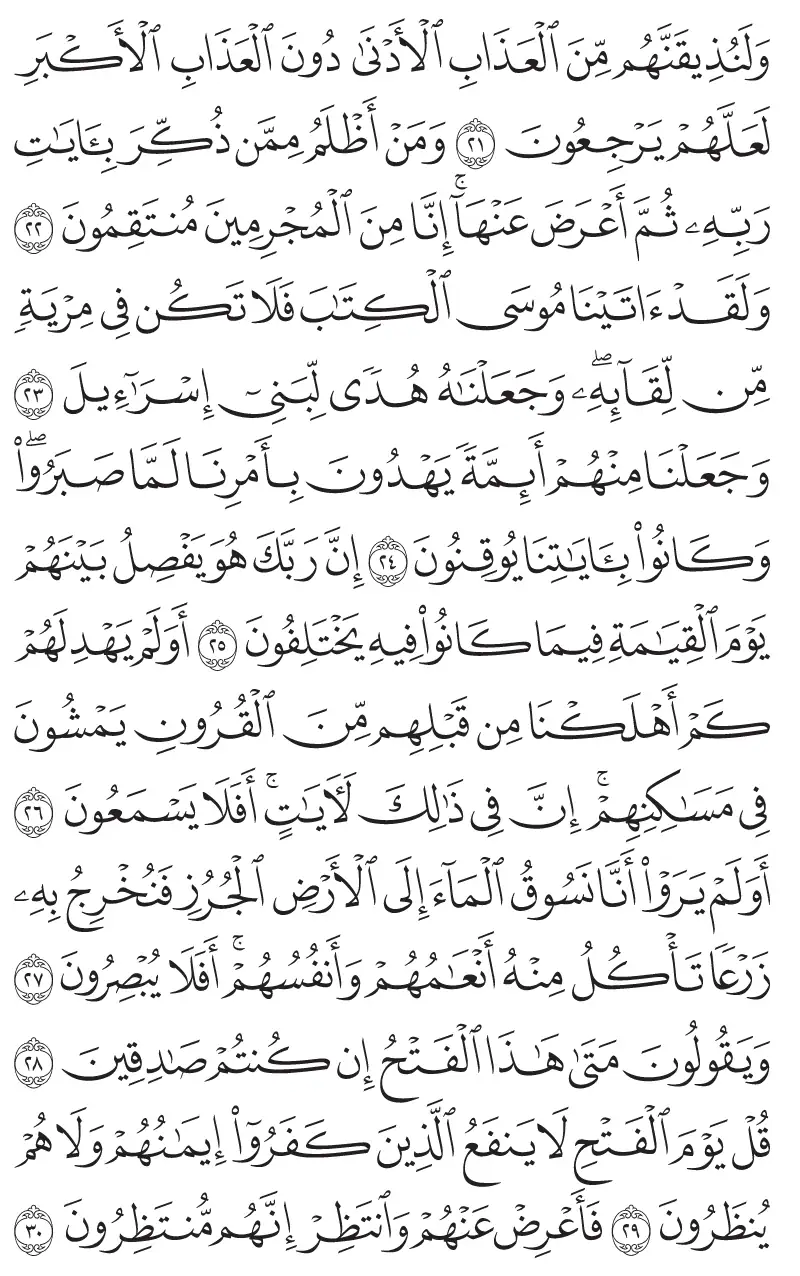 وَلَنُذِيقَنَّهُم مِّنَ ٱلْعَذَابِ ٱلْأَدْنَىٰ دُونَ ٱلْعَذَابِ ٱلْأَكْبَرِ
لَعَلَّهُمْ يَرْجِعُونَ ٢١ وَمَنْ أَظْلَمُ مِمَّن ذُكِّرَ بِـَٔايَـٰتِ
رَبِّهِۦ ثُمَّ أَعْرَضَ عَنْهَآ ۚ إِنَّا مِنَ ٱلْمُجْرِمِينَ مُنتَقِمُونَ ٢٢
وَلَقَدْ ءَاتَيْنَا مُوسَى ٱلْكِتَـٰبَ فَلَا تَكُن فِى مِرْيَةٍ
مِّن لِّقَآئِهِۦ ۖ وَجَعَلْنَـٰهُ هُدًى لِّبَنِىٓ إِسْرَٰٓءِيلَ ٢٣
وَجَعَلْنَا مِنْهُمْ أَئِمَّةً يَهْدُونَ بِأَمْرِنَا لَمَّا صَبَرُوا۟ ۖ
وَكَانُوا۟ بِـَٔايَـٰتِنَا يُوقِنُونَ ٢٤ إِنَّ رَبَّكَ هُوَ يَفْصِلُ بَيْنَهُمْ
يَوْمَ ٱلْقِيَـٰمَةِ فِيمَا كَانُوا۟ فِيهِ يَخْتَلِفُونَ ٢٥ أَوَلَمْ يَهْدِ لَهُمْ
كَمْ أَهْلَكْنَا مِن قَبْلِهِم مِّنَ ٱلْقُرُونِ يَمْشُونَ
فِى مَسَـٰكِنِهِمْ ۚ إِنَّ فِى ذَٰلِكَ لَـَٔايَـٰتٍ ۚ أَفَلَا يَسْمَعُونَ ٢٦
أَوَلَمْ يَرَوْا۟ أَنَّا نَسُوقُ ٱلْمَآءَ إِلَى ٱلْأَرْضِ ٱلْجُرُزِ فَنُخْرِجُ بِهِۦ
زَرْعًا تَأْكُلُ مِنْهُ أَنْعَـٰمُهُمْ وَأَنفُسُهُمْ ۚ أَفَلَا يُبْصِرُونَ ٢٧
وَيَقُولُونَ مَتَىٰ هَـٰذَا ٱلْفَتْحُ إِن كُنتُمْ صَـٰدِقِينَ ٢٨
قُلْ يَوْمَ ٱلْفَتْحِ لَا يَنفَعُ ٱلَّذِينَ كَفَرُوٓا۟ إِيمَـٰنُهُمْ وَلَا هُمْ
يُنظَرُونَ ٢٩ فَأَعْرِضْ عَنْهُمْ وَٱنتَظِرْ إِنَّهُم مُّنتَظِرُونَ ٣٠